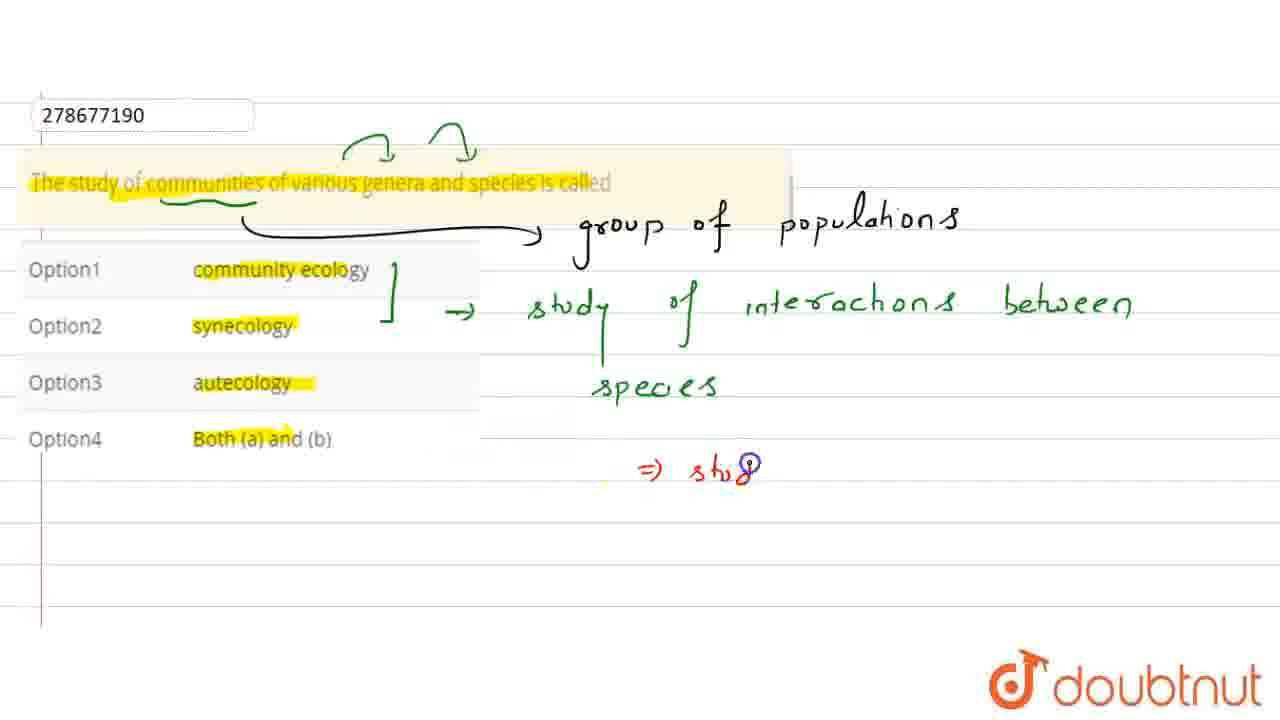 278677190
The study of communities of various genera and species is called
group of populations
Option1 community ecology
→ study of interactions between
Option2 synecology
Option3 autecology
species
Option4 Both (a) and (b)
⇒ stud
doubtnut